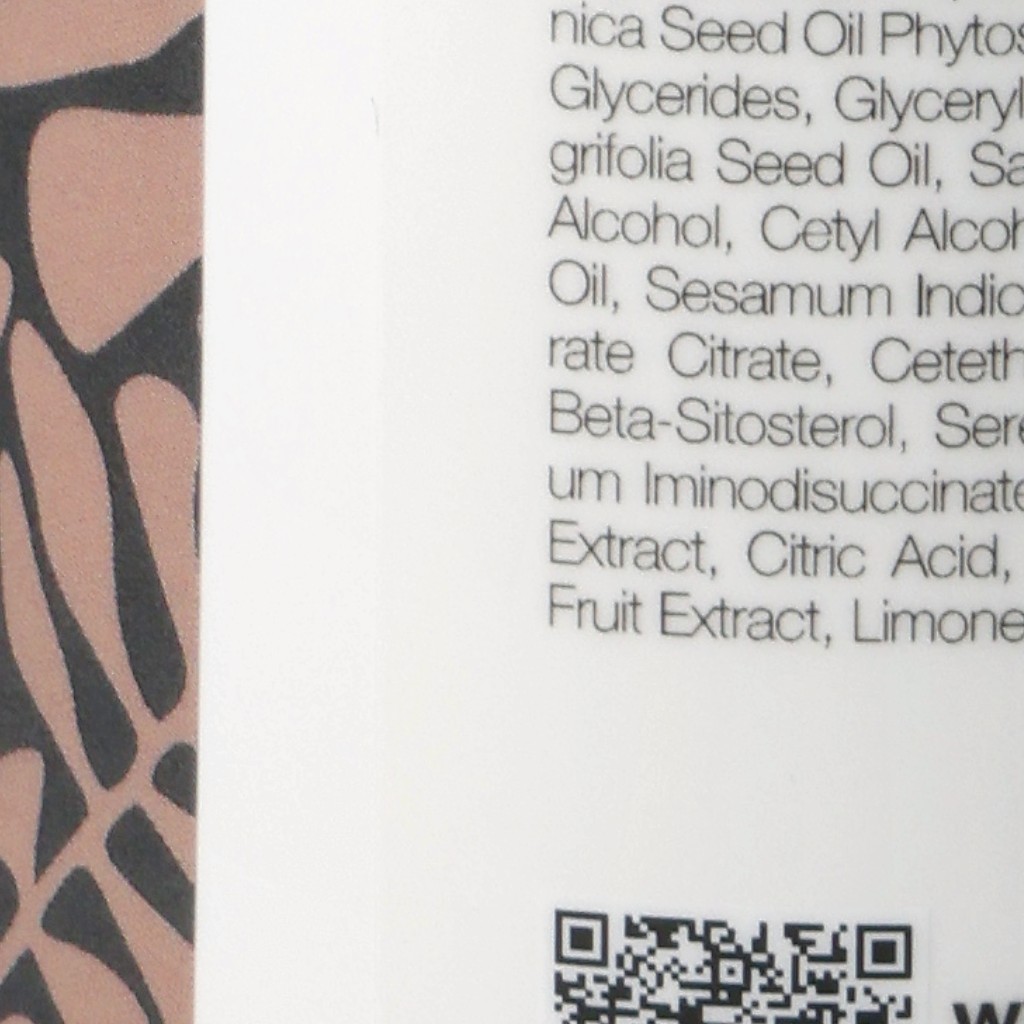 nica Seed Oil Phytos
Glycerides, Glyceryl
grifolia Seed Oil, Sa
Alcohol, Cetyl Alcoh
Oil, Sesamum Indic
rate Citrate, Ceteth
Beta-Sitosterol, Sere
um Iminodisuccinate
Extract, Citric Acid,
Fruit Extract, Limone
w